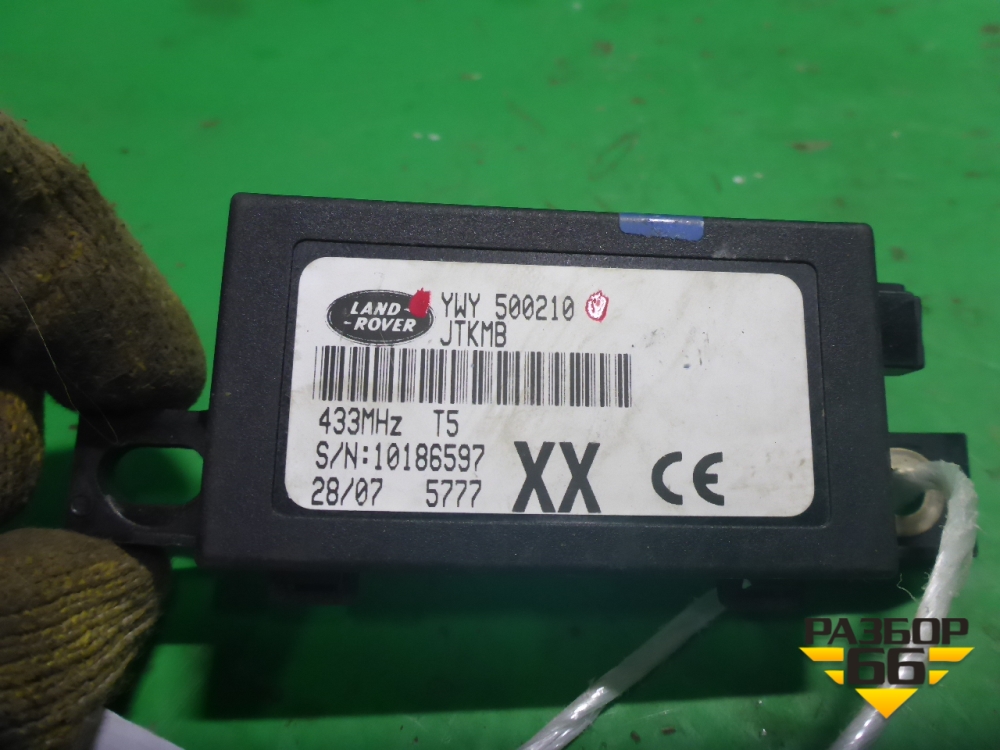 LAND-
-ROVER
YWY 500210
JTKMB
433MHz T5
S/N:10186597
28/07 5777
XX CE
РАЗБОР
66